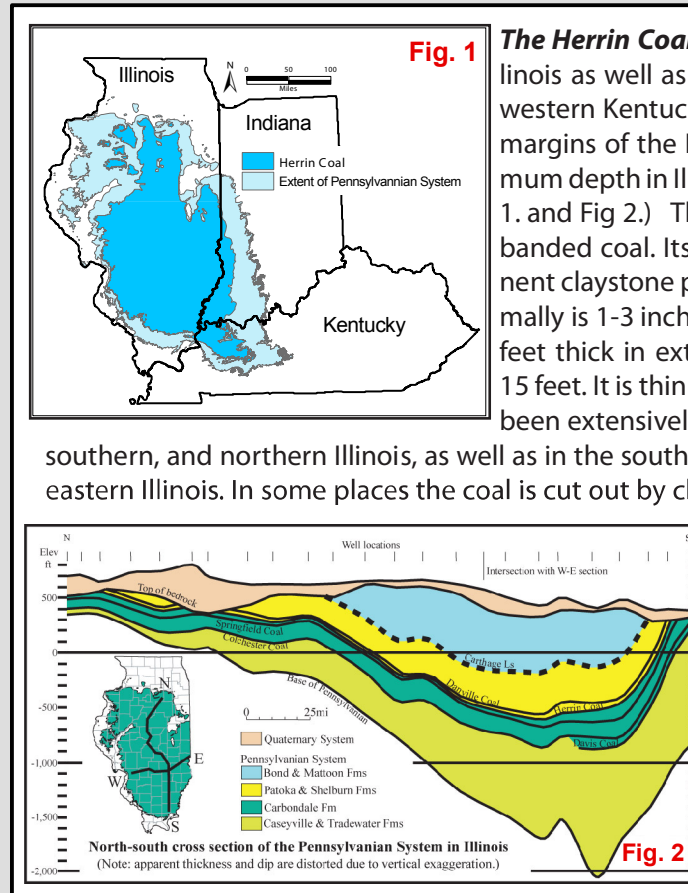 Fig. 1
Illinois
N
0 50 100
Miles
Indiana
Herrin Coal
Extent of Pennsylvannian System
Kentucky
The Herrin Coal
linois as well as
western Kentuc
margins of the
mum depth in Il
1. and Fig 2.) Th
banded coal. Its
nent claystone p
mally is 1-3 inch
feet thick in ext
15 feet. It is thin
been extensivel
southern, and northern Illinois, as well as in the south
eastern Illinois. In some places the coal is cut out by cl
N
S
Elev
ft
Well locations
Intersection with W-E section
Top of bedrock
500
Springfield Coal
Colchester Coal
Carthage Ls
0
Base of Pennsylvanian
Danville Coal
Herrin Coal
Davis Coal
-500
-1,000
-1,500
-2,000
N
W
E
S
0 25mi
Quaternary System
Pennsylvanian System
Bond & Mattoon Fms
Patoka & Shelburn Fms
Carbondale Fm
Caseyville & Tradewater Fms
North-south cross section of the Pennsylvanian System in Illinois
(Note: apparent thickness and dip are distorted due to vertical exaggeration.)
Fig. 2